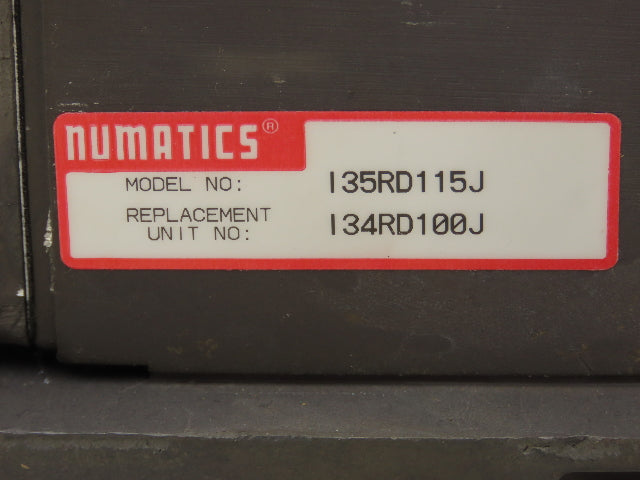 numatics®
MODEL NO: I35RD115J
REPLACEMENT
UNIT NO: I34RD100J